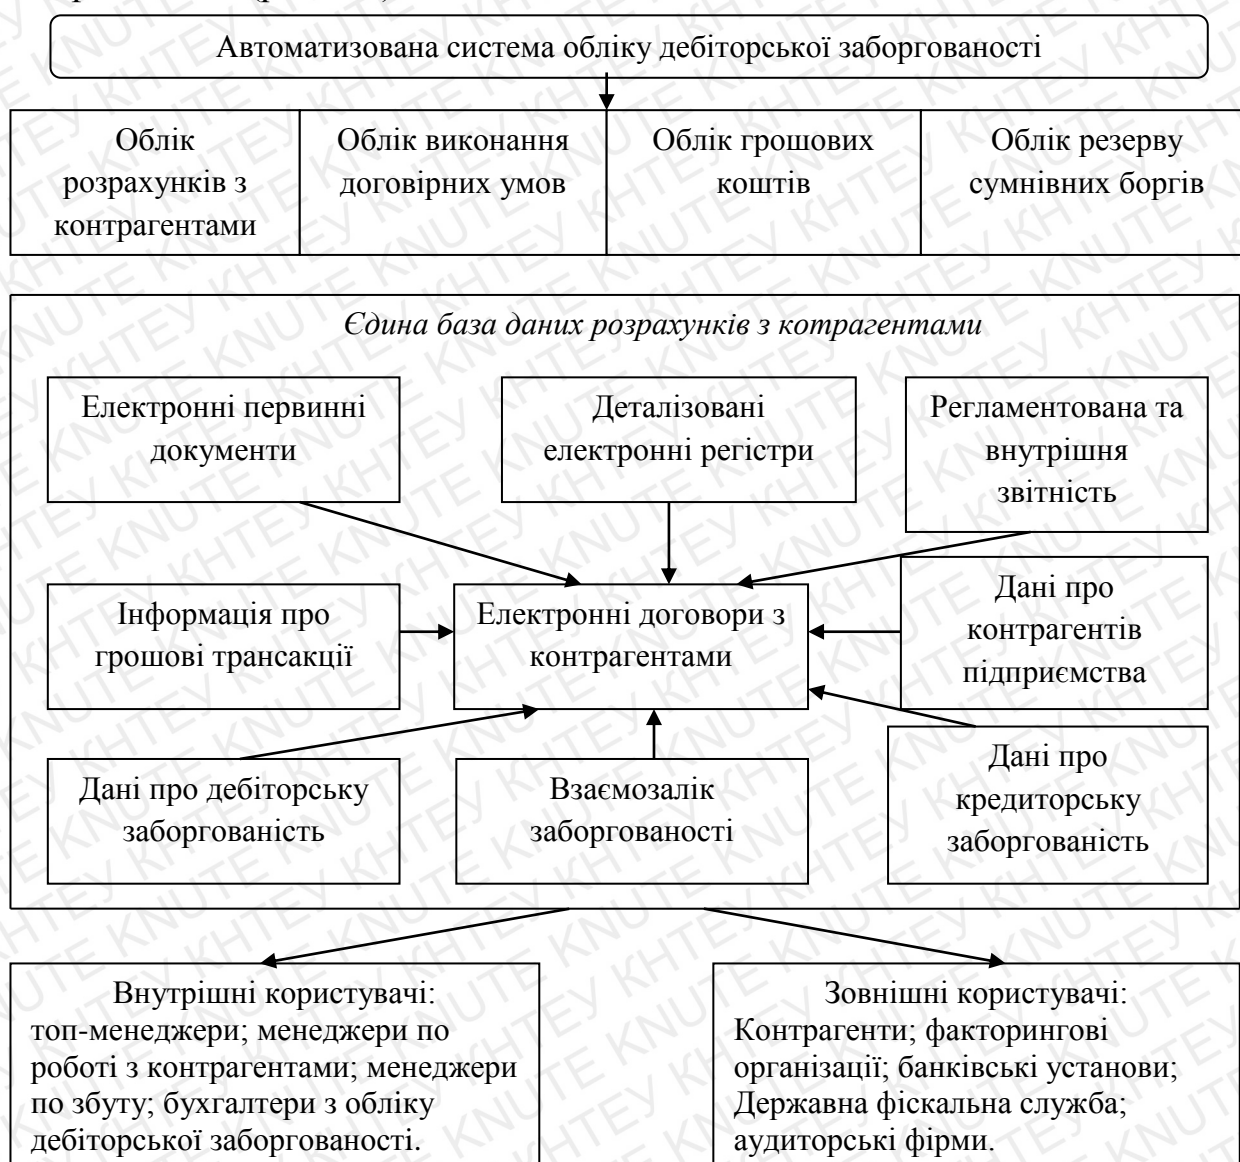 Автоматизована система обліку дебіторської заборгованості
Облік
розрахунків з
контрагентами
Облік виконання
договірних умов
Облік грошових
коштів
Облік резерву
сумнівних боргів
Єдина база даних розрахунків з котрагентами
Електронні первинні
документи
Деталізовані
електронні регістри
Регламентована та
внутрішня
звітність
Інформація про
грошові трансакції
Електронні договори з
контрагентами
Дані про
контрагентів
підприємства
Дані про дебіторську
заборгованість
Взаємозалік
заборгованості
Дані про
кредиторську
заборгованість
Внутрішні користувачі:
топ-менеджери; менеджери по
роботі з контрагентами; менеджери
по збуту; бухгалтери з обліку
дебіторської заборгованості.
Зовнішні користувачі:
Контрагенти; факторингові
організації; банківські установи;
Державна фіскальна служба;
аудиторські фірми.